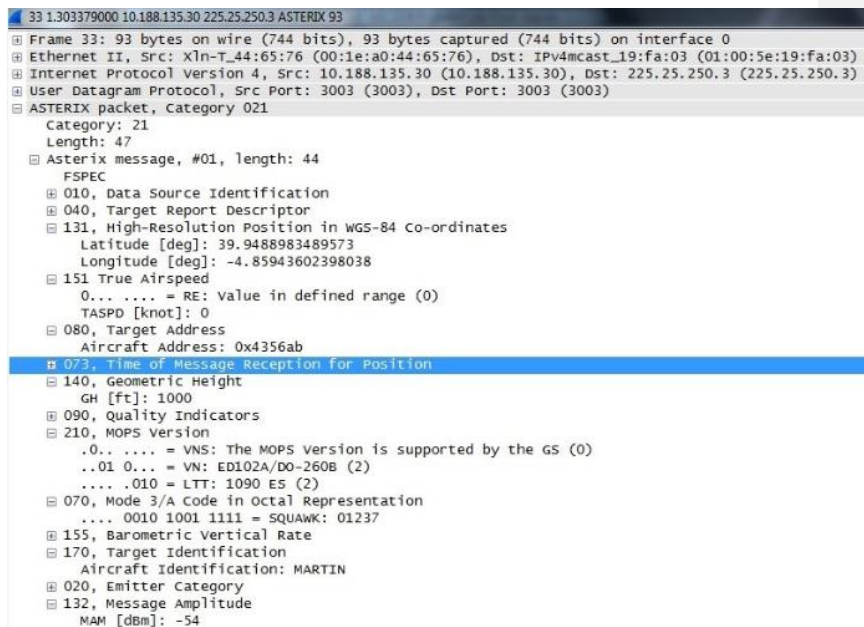 33 1.303379000 10.188.135.30 225.25.250.3 ASTERIX 93
Frame 33: 93 bytes on wire (744 bits), 93 bytes captured (744 bits) on interface 0
Ethernet II, Src: Xln-T_44:65:76 (00:1e:a0:44:65:76), Dst: IPv4mcast_19:fa:03 (01:00:5e:19:fa:03)
Internet Protocol Version 4, Src: 10.188.135.30 (10.188.135.30), Dst: 225.25.250.3 (225.25.250.3)
User Datagram Protocol, Src Port: 3003 (3003), Dst Port: 3003 (3003)
ASTERIX packet, Category 021
Category: 21
Length: 47
Asterix message, #01, length: 44
FSPEC
010, Data Source Identification
040, Target Report Descriptor
131, High-Resolution Position in WGS-84 Co-ordinates
Latitude [deg]: 39.9488983489573
Longitude [deg]: -4.85943602398038
151 True Airspeed
0... .... = RE: Value in defined range (0)
TASPD [knot]: 0
080, Target Address
Aircraft Address: 0x4356ab
073, Time of Message Reception for Position
140, Geometric Height
GH [ft]: 1000
090, Quality Indicators
210, MOPS Version
.0.. .... = VNS: The MOPS Version is supported by the GS (0)
..01 0... = VN: ED102A/DO-260B (2)
.... .010 = LTT: 1090 ES (2)
070, Mode 3/A Code in Octal Representation
.... 0010 1001 1111 = SQUAWK: 01237
155, Barometric Vertical Rate
170, Target Identification
Aircraft Identification: MARTIN
020, Emitter Category
132, Message Amplitude
MAM [dBm]: -54